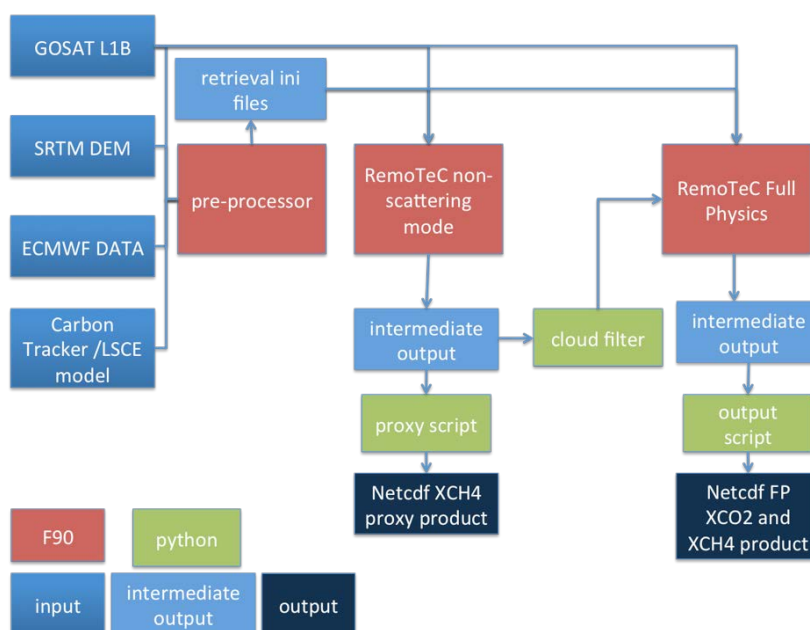 GOSAT L1B
retrieval ini
files
SRTM DEM
pre-processor
RemoTeC non-
scattering
mode
RemoTeC Full
Physics
ECMWF DATA
Carbon
Tracker /LSCE
model
intermediate
output
cloud filter
intermediate
output
proxy script
output
script
Netcdf XCH4
proxy product
Netcdf FP
XCO2 and
XCH4 product
F90
python
input
intermediate
output
output